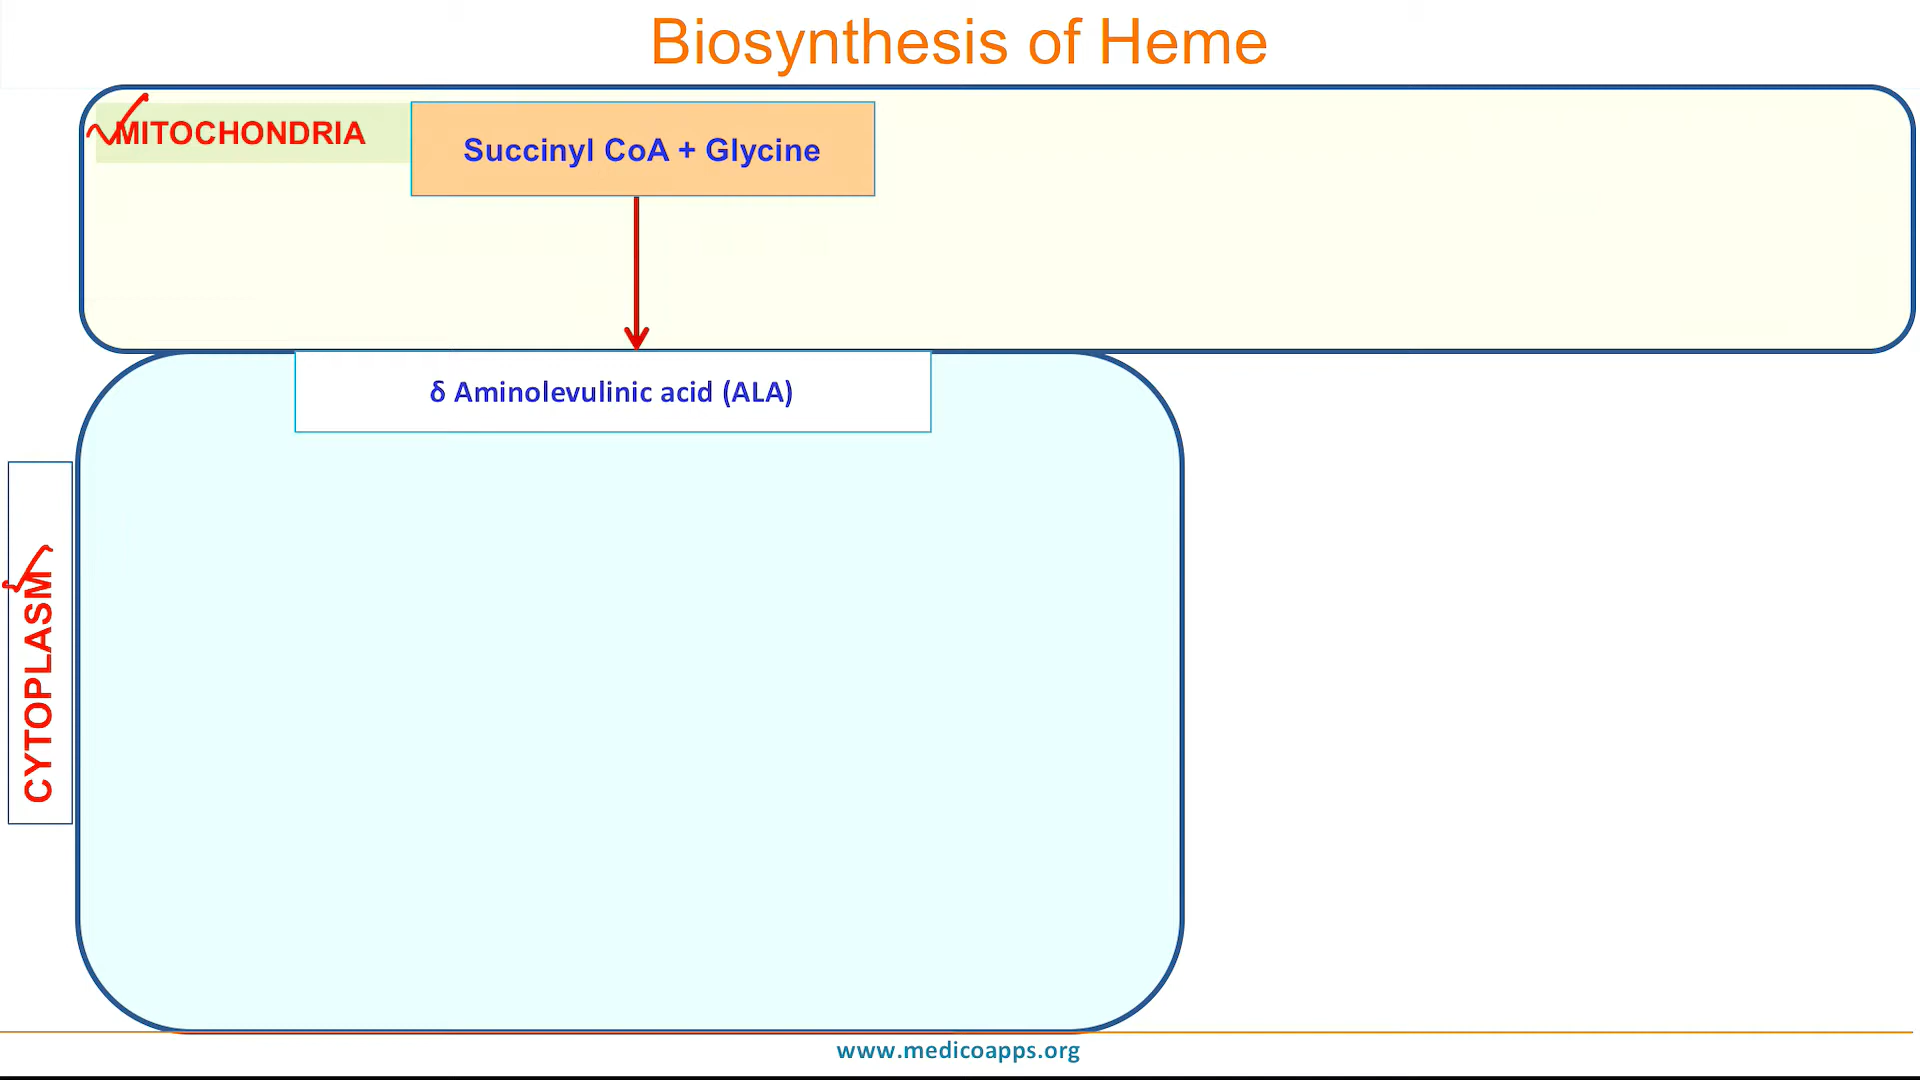 Biosynthesis of Heme
MITOCHONDRIA
Succinyl CoA + Glycine
δ Aminolevulinic acid (ALA)
CYTOPLASM
www.medicoapps.org